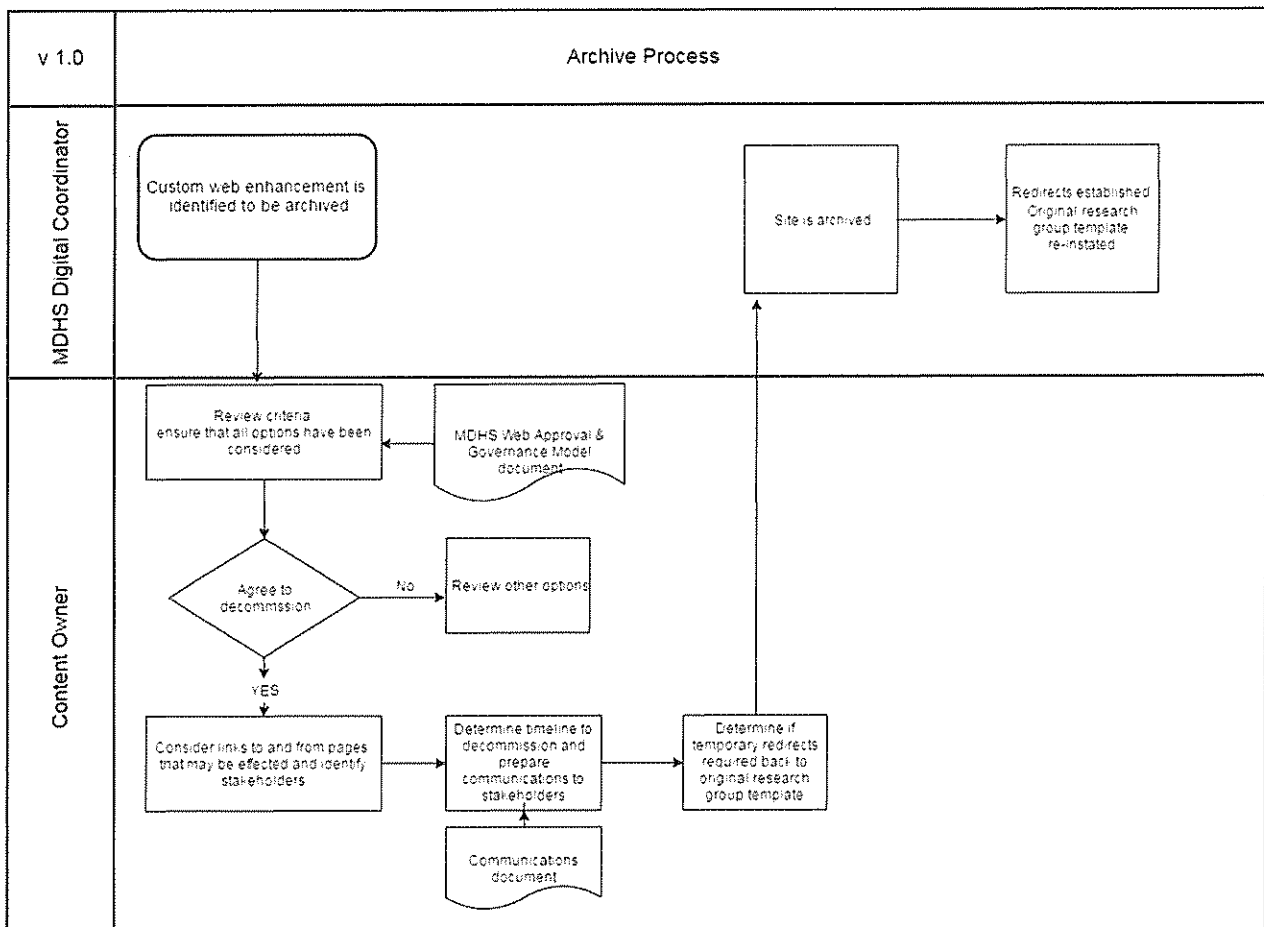 v 1.0
Archive Process
MDHS Digital Coordinator
Custom web enhancement is
identified to be archived
Site is archived
Redirects established
Original research
group template
re-instated
Content Owner
Review criteria
ensure that all options have been
considered
MDHS Web Approval &
Governance Model
document
Agree to
decommssion
No
Review other options
YES
Consider links to and from pages
that may be effected and identify
stakeholders
Determine timeline to
decommission and
prepare
communications to
stakeholders
Determine if
temporary redirects
required back to
original research
group template
Communications
document